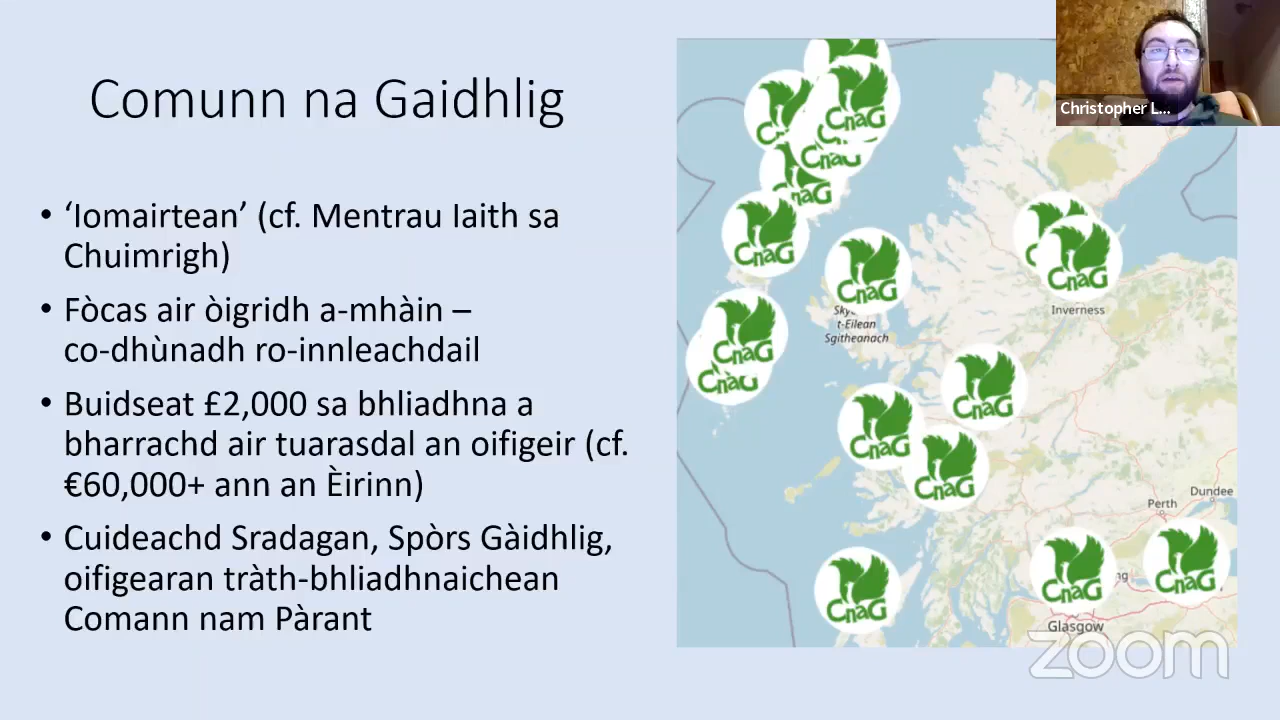 Comunn na Gaidhlig
• ‘Iomairtean’ (cf. Mentrau Iaith sa
Chuimrigh)
• Fòcas air òigridh a-mhàin –
co-dhùnadh ro-innleachdail
• Buidseat £2,000 sa bhliadhna a
bharrachd air tuarasdal an oifigeir (cf.
€60,000+ ann an Èirinn)
• Cuideachd Sradagan, Spòrs Gàidhlig,
oifigearan tràth-bhliadhnaichean
Comann nam Pàrant
Christopher L...
CnaG
CnaG
CnaG
CnaG
CnaG
CnaG
t-Eilean
Sgitheanach
Inverness
CnaG
CnaG
CnaG
CnaG
Perth
Dundee
CnaG
CnaG
CnaG
Glasgow
zoom